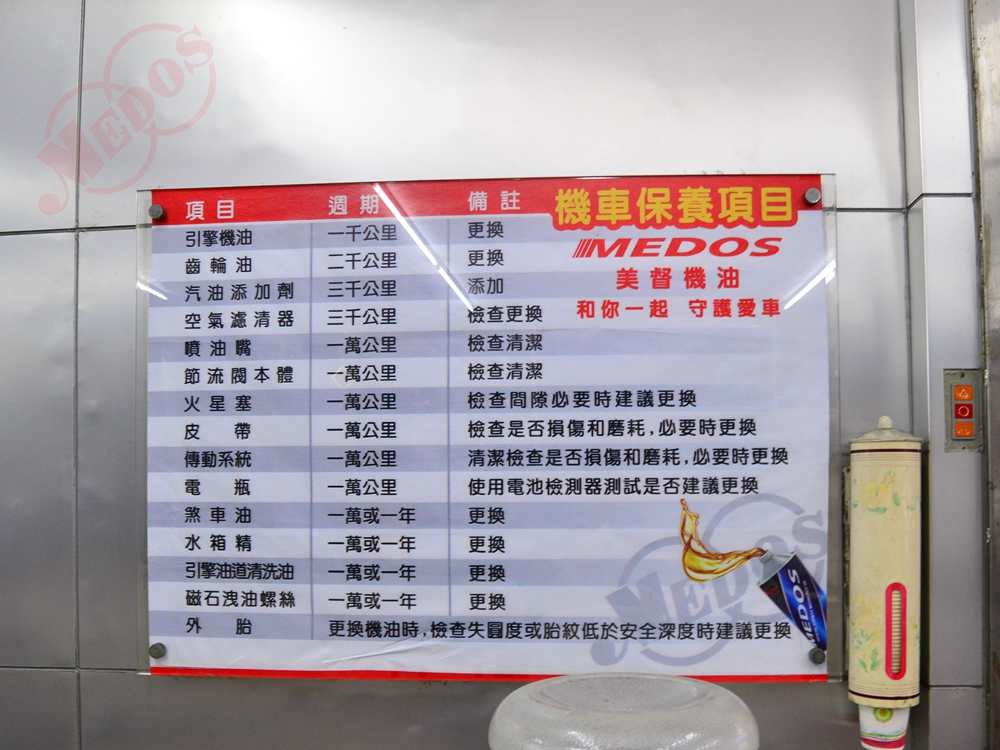 MEDOS
機車保養項目
MEDOS
美督機油
和你一起 守護愛車
項目 週期 備註
引擎機油 一千公里 更換
齒輪油 二千公里 更換
汽油添加劑 三千公里 添加
空氣濾清器 三千公里 檢查更換
噴油嘴 一萬公里 檢查清潔
節流閥本體 一萬公里 檢查清潔
火星塞 一萬公里 檢查間隙必要時建議更換
皮帶 一萬公里 檢查是否損傷和磨耗,必要時更換
傳動系統 一萬公里 清潔檢查是否損傷和磨耗,必要時更換
電瓶 一萬公里 使用電池檢測器測試是否建議更換
煞車油 一萬或一年 更換
水箱精 一萬或一年 更換
引擎油道清洗油 一萬或一年 更換
磁石洩油螺絲 一萬或一年 更換
外胎 更換機油時,檢查失圓度或胎紋低於安全深度時建議更換
MEDOS
MEDOS